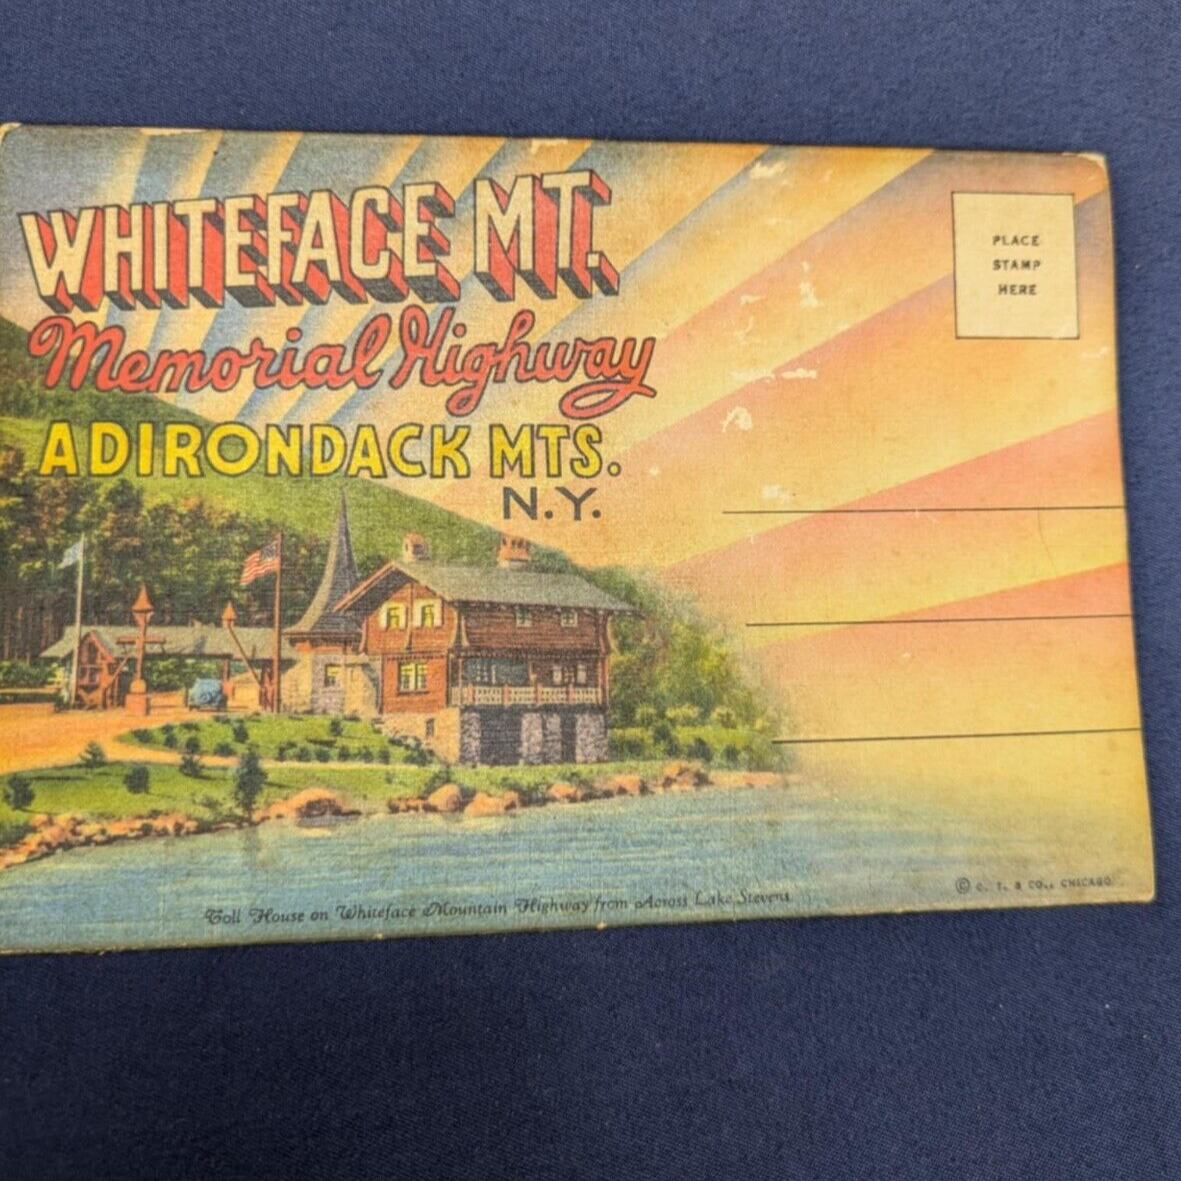 WHITEFACE MT.
Memorial Highway
ADIRONDACK MTS.
N.Y.
PLACE
STAMP
HERE
Toll House on Whiteface Mountain Highway from Across Lake Stevens
© C. T. & CO., CHICAGO